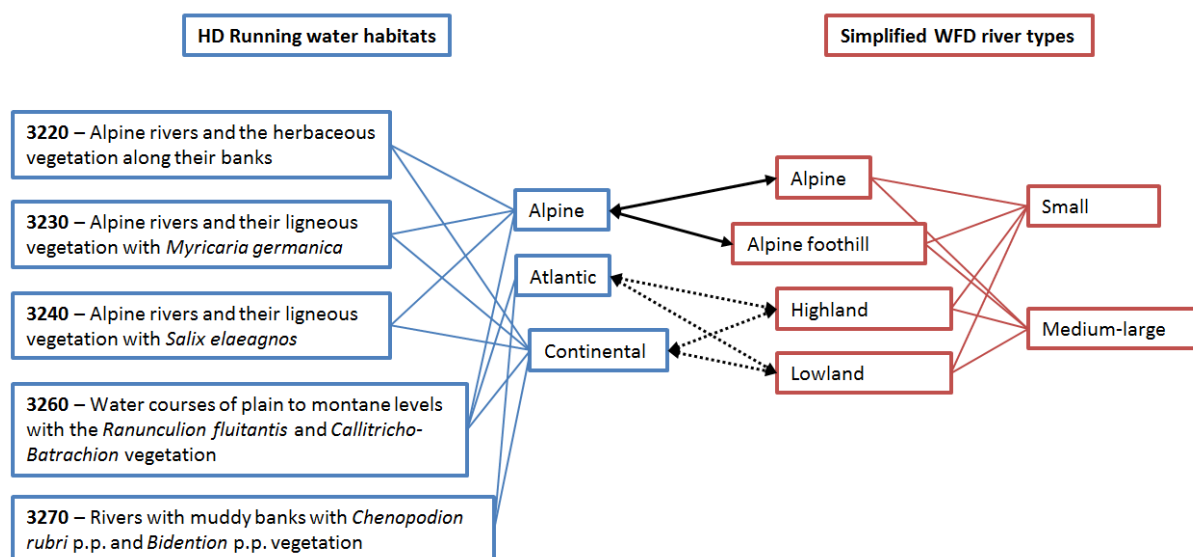 HD Running water habitats
Simplified WFD river types
3220 – Alpine rivers and the herbaceous
vegetation along their banks
3230 – Alpine rivers and their ligneous
vegetation with Myricaria germanica
3240 – Alpine rivers and their ligneous
vegetation with Salix elaeagnos
3260 – Water courses of plain to montane levels
with the Ranunculion fluitantis and Callitricho-
Batrachion vegetation
3270 – Rivers with muddy banks with Chenopodion
rubri p.p. and Bidention p.p. vegetation
Alpine
Atlantic
Continental
Alpine
Alpine foothill
Highland
Lowland
Small
Medium-large